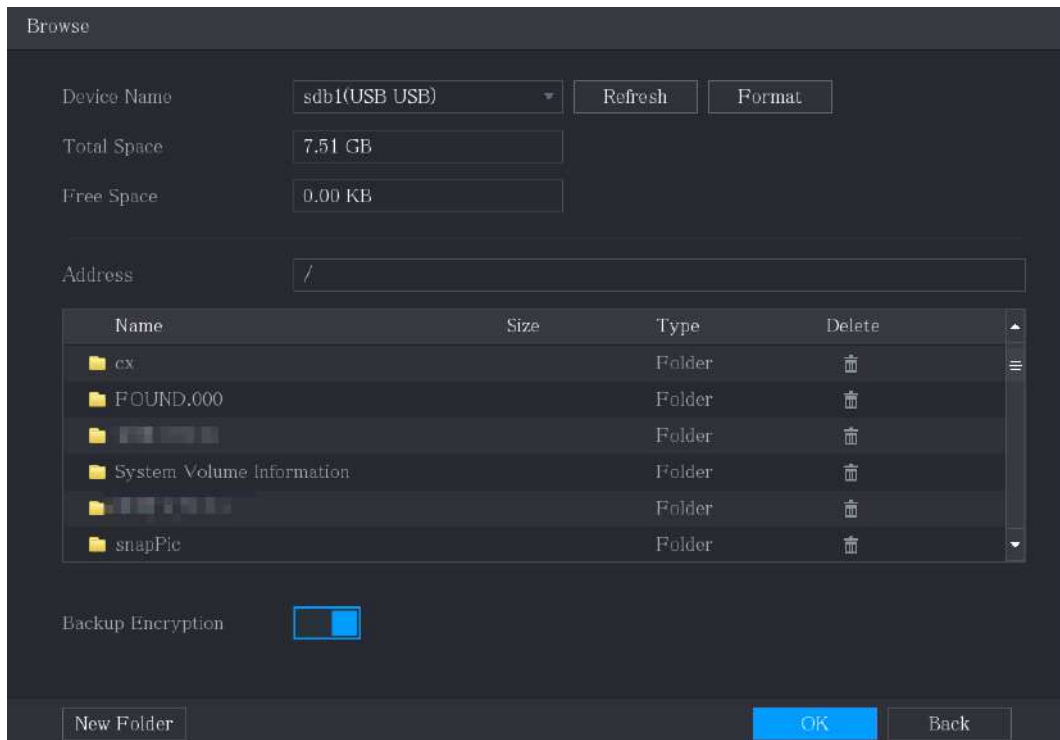 Browse
Device Name sdb1(USB USB) Refresh Format
Total Space 7.51 GB
Free Space 0.00 KB
Address /
Name Size Type Delete
cx Folder
FOUND.000 Folder
Folder
System Volume Information Folder
Folder
snapPic Folder
Backup Encryption
New Folder OK Back